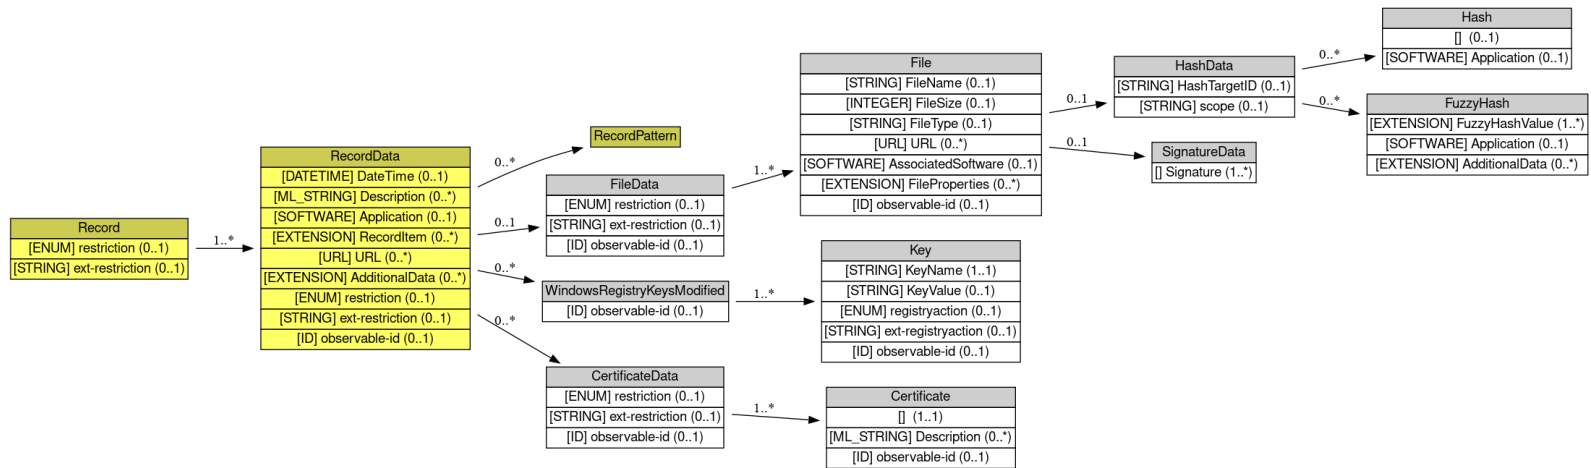 Record
[ENUM] restriction (0..1)
[STRING] ext-restriction (0..1)
1..*
RecordData
[DATETIME] DateTime (0..1)
[ML_STRING] Description (0..*)
[SOFTWARE] Application (0..1)
[EXTENSION] RecordItem (0..*)
[URL] URL (0..*)
[EXTENSION] AdditionalData (0..*)
[ENUM] restriction (0..1)
[STRING] ext-restriction (0..1)
[ID] observable-id (0..1)
0..*
0..1
0..*
0..*
RecordPattern
FileData
[ENUM] restriction (0..1)
[STRING] ext-restriction (0..1)
[ID] observable-id (0..1)
1..*
WindowsRegistryKeysModified
[ID] observable-id (0..1)
1..*
CertificateData
[ENUM] restriction (0..1)
[STRING] ext-restriction (0..1)
[ID] observable-id (0..1)
1..*
File
[STRING] FileName (0..1)
[INTEGER] FileSize (0..1)
[STRING] FileType (0..1)
[URL] URL (0..*)
[SOFTWARE] AssociatedSoftware (0..1)
[EXTENSION] FileProperties (0..*)
[ID] observable-id (0..1)
0..1
0..1
Key
[STRING] KeyName (1..1)
[STRING] KeyValue (0..1)
[ENUM] registryaction (0..1)
[STRING] ext-registryaction (0..1)
[ID] observable-id (0..1)
Certificate
[] (1..1)
[ML_STRING] Description (0..*)
[ID] observable-id (0..1)
HashData
[STRING] HashTargetID (0..1)
[STRING] scope (0..1)
0..*
0..*
SignatureData
[] Signature (1..*)
Hash
[] (0..1)
[SOFTWARE] Application (0..1)
FuzzyHash
[EXTENSION] FuzzyHashValue (1..*)
[SOFTWARE] Application (0..1)
[EXTENSION] AdditionalData (0..*)